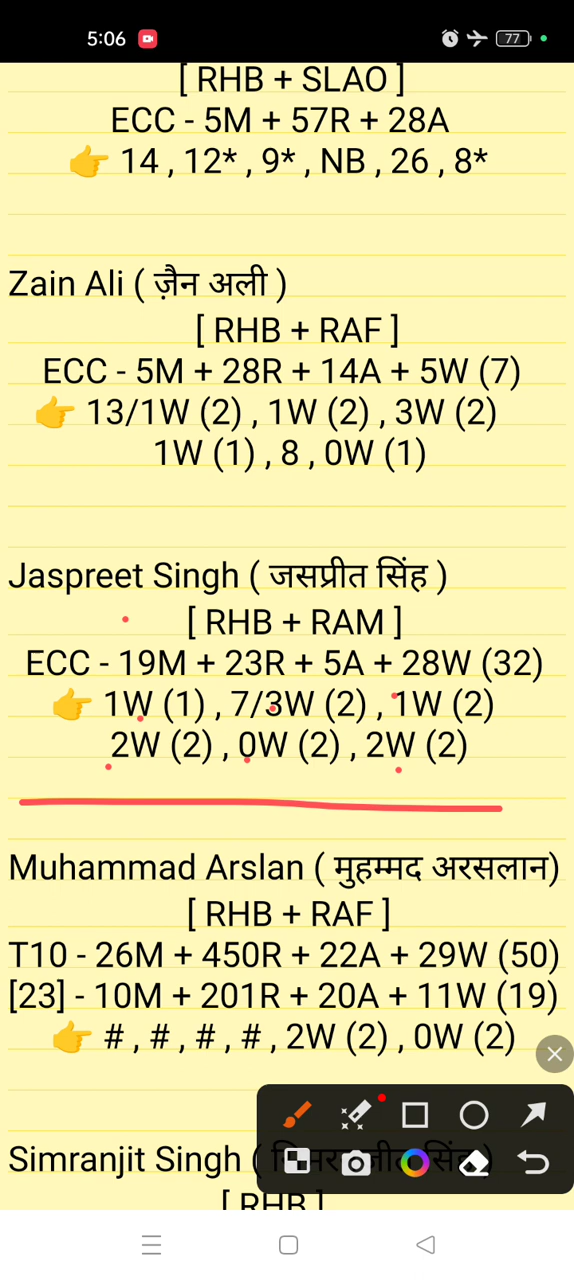 5:06
77
[ RHB + SLAO ]
ECC - 5M + 57R + 28A
👉 14 , 12* , 9* , NB , 26 , 8*
Zain Ali ( ज़ैन अली )
[ RHB + RAF ]
ECC - 5M + 28R + 14A + 5W (7)
👉 13/1W (2) , 1W (2) , 3W (2)
1W (1) , 8 , 0W (1)
Jaspreet Singh ( जसप्रीत सिंह )
[ RHB + RAM ]
ECC - 19M + 23R + 5A + 28W (32)
👉 1W (1) , 7/3W (2) , 1W (2)
2W (2) , 0W (2) , 2W (2)
Muhammad Arslan ( मुहम्मद अरसलान)
[ RHB + RAF ]
T10 - 26M + 450R + 22A + 29W (50)
[23] - 10M + 201R + 20A + 11W (19)
👉 # , # , # , # , 2W (2) , 0W (2)
Simranjit Singh (
[ RHB ]